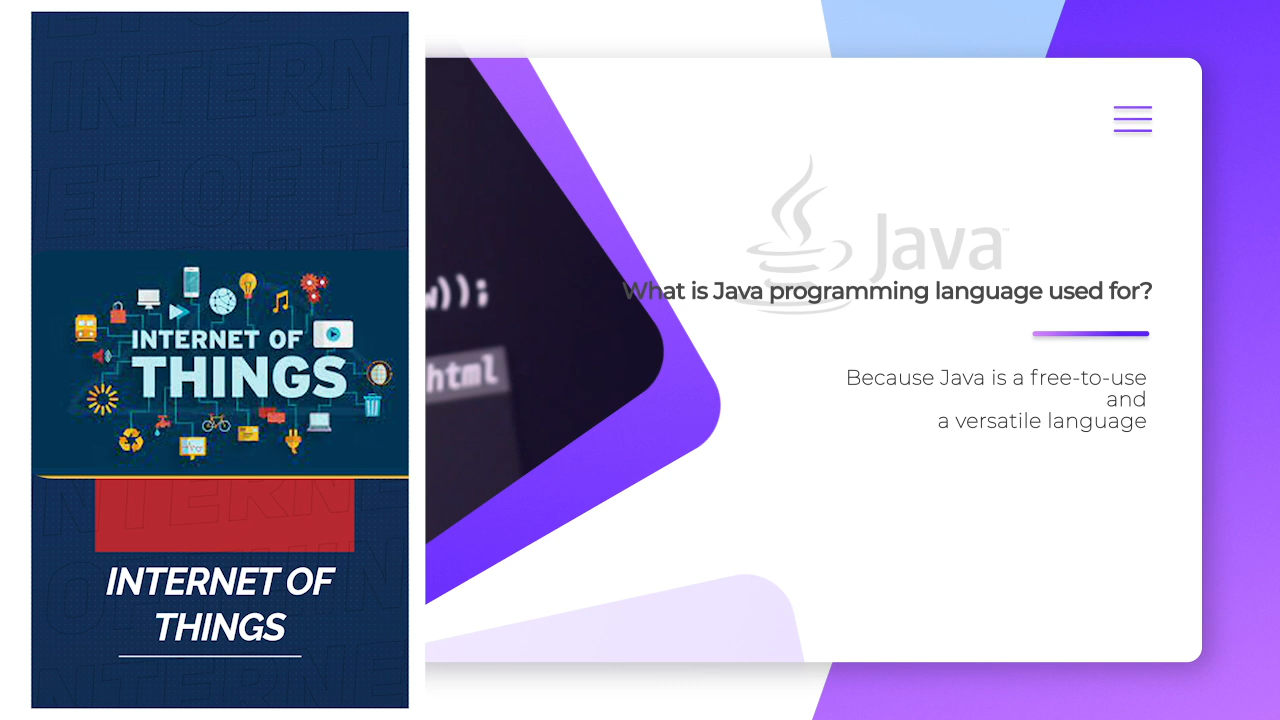 INTERNET OF
THINGS
INTERNET OF
THINGS
w));
html
Java
What is Java programming language used for?
Because Java is a free-to-use
and
a versatile language